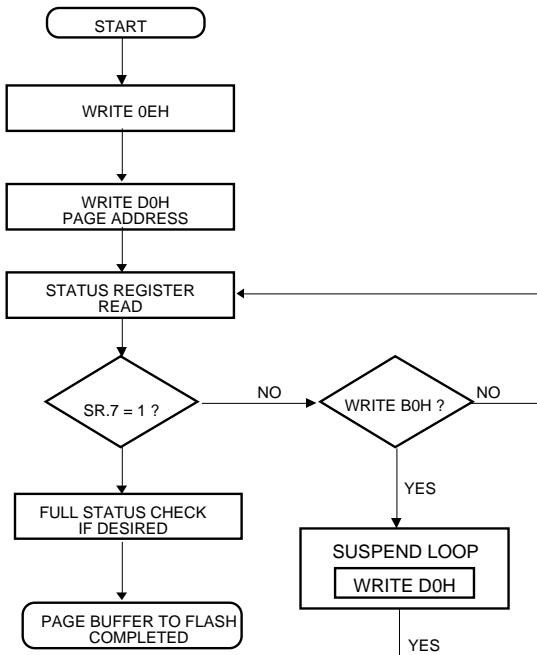 START
WRITE 0EH
WRITE D0H
PAGE ADDRESS
STATUS REGISTER
READ
SR.7 = 1 ?
NO
WRITE B0H ?
NO
YES
FULL STATUS CHECK
IF DESIRED
SUSPEND LOOP
WRITE D0H
PAGE BUFFER TO FLASH
COMPLETED
YES